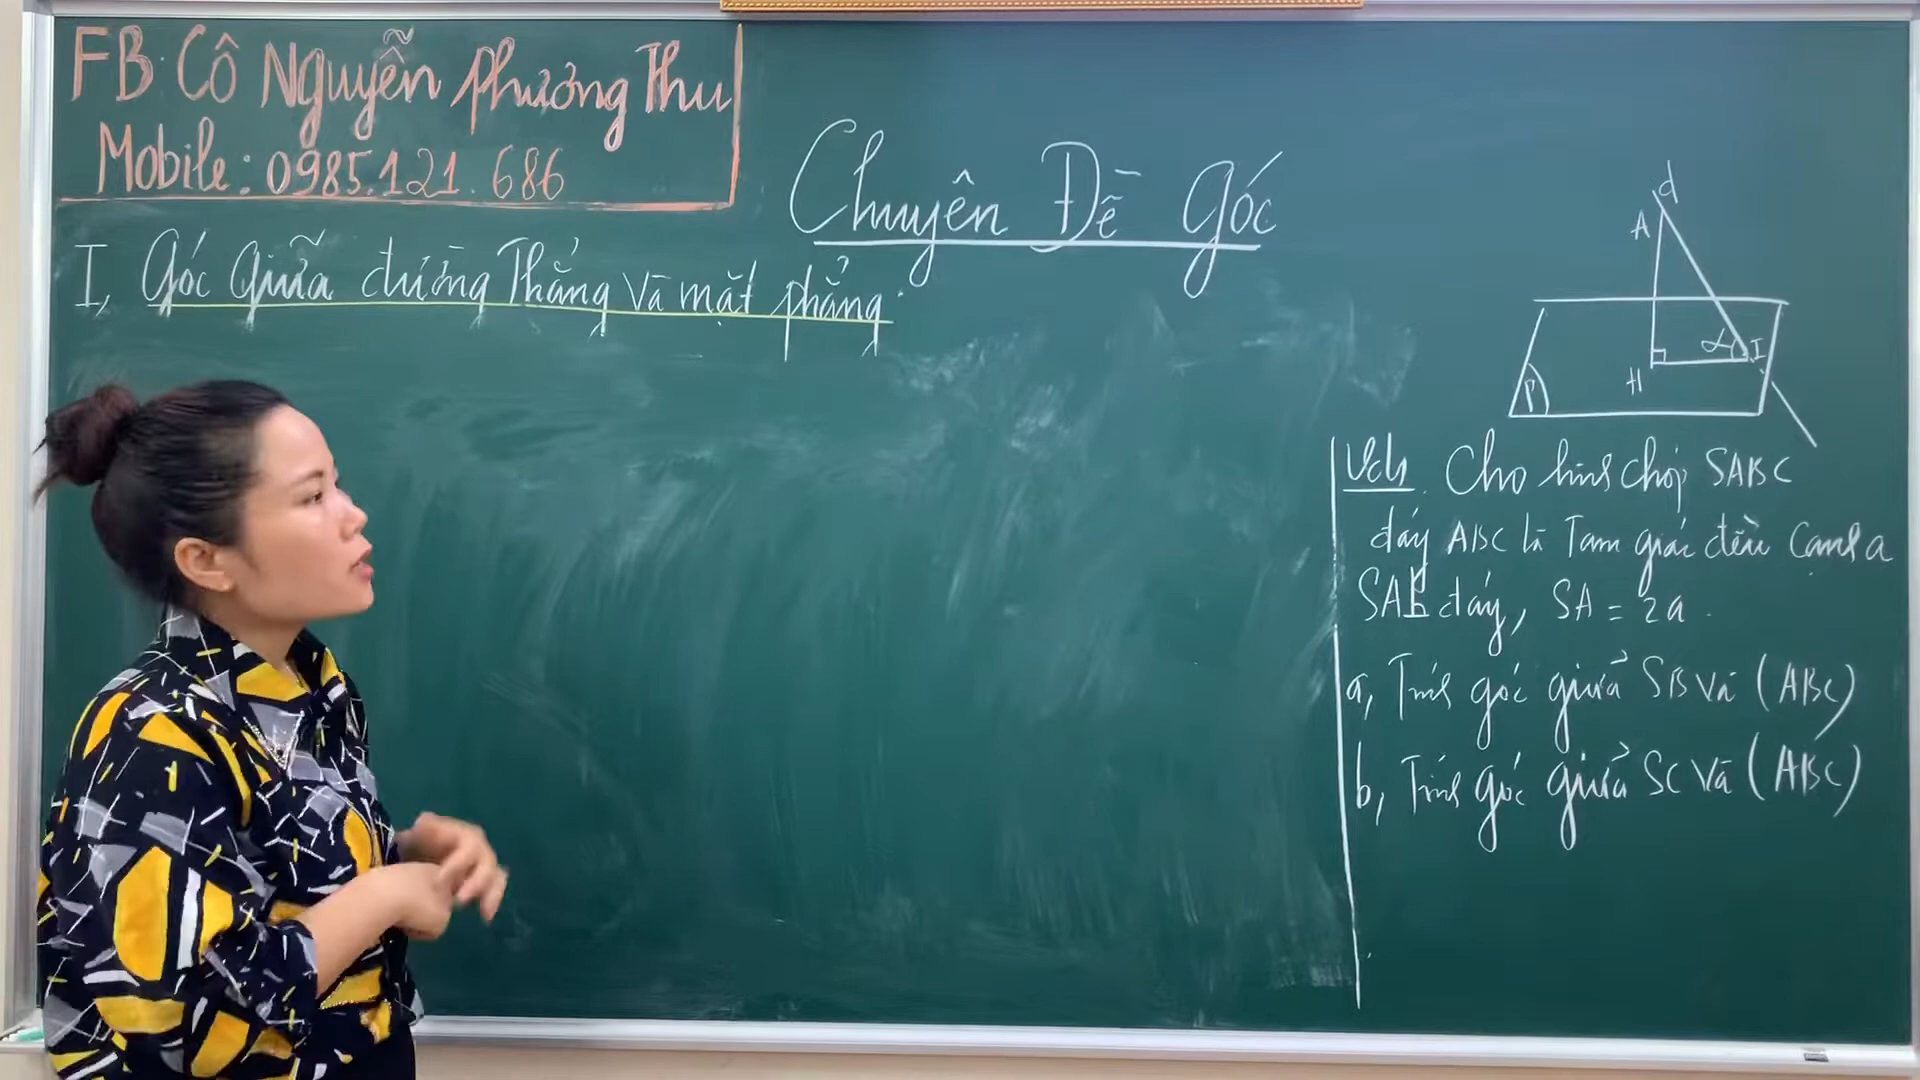 FB: Cô Nguyễn Phương Thu
Mobile: 0985.121.686
Chuyên Đề Góc
I, Góc Giữa đường Thẳng Và mặt phẳng
d
A
α I
H
P
Cho hình chóp SABC
đáy ABC là Tam giác đều cạnh a
SA ⊥ đáy, SA = 2a
a, Tính góc giữa SB Và (ABC)
b, Tính góc giữa SC Và (ABC)